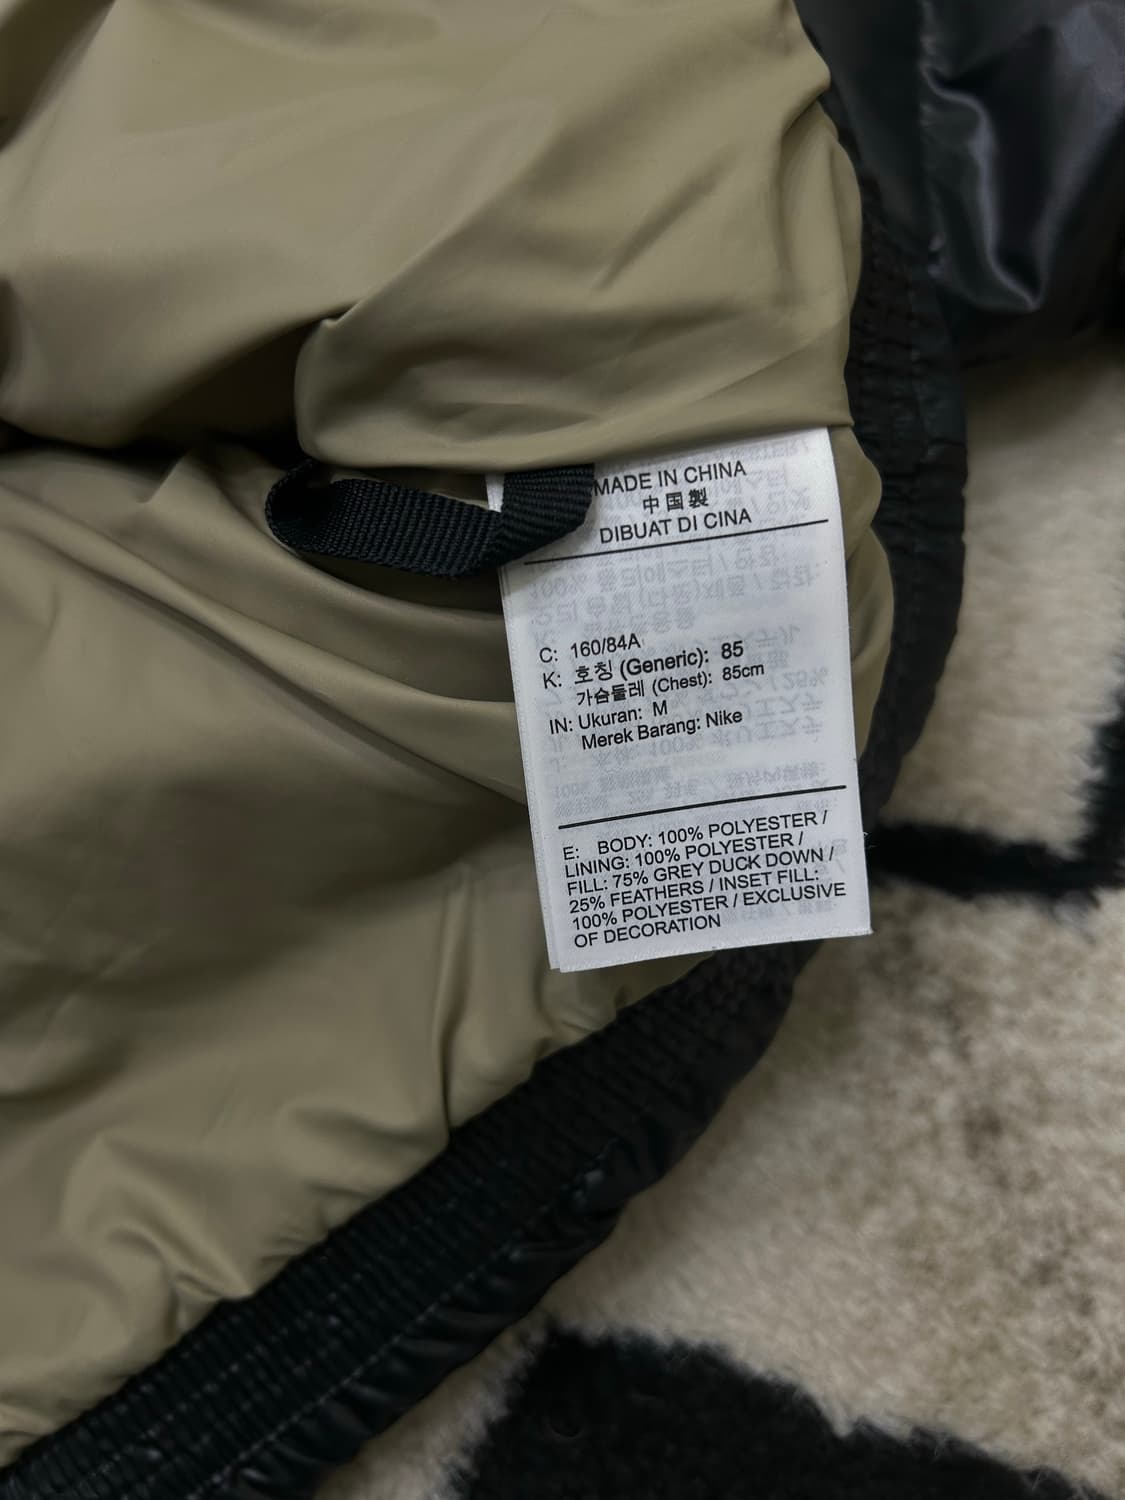 MADE IN CHINA
中国製
DIBUAT DI CINA
C: 160/84A
K: 호칭 (Generic): 85
가슴둘레 (Chest): 85cm
IN: Ukuran: M
Merek Barang: Nike
E: BODY: 100% POLYESTER /
LINING: 100% POLYESTER /
FILL: 75% GREY DUCK DOWN /
25% FEATHERS / INSET FILL:
100% POLYESTER / EXCLUSIVE
OF DECORATION